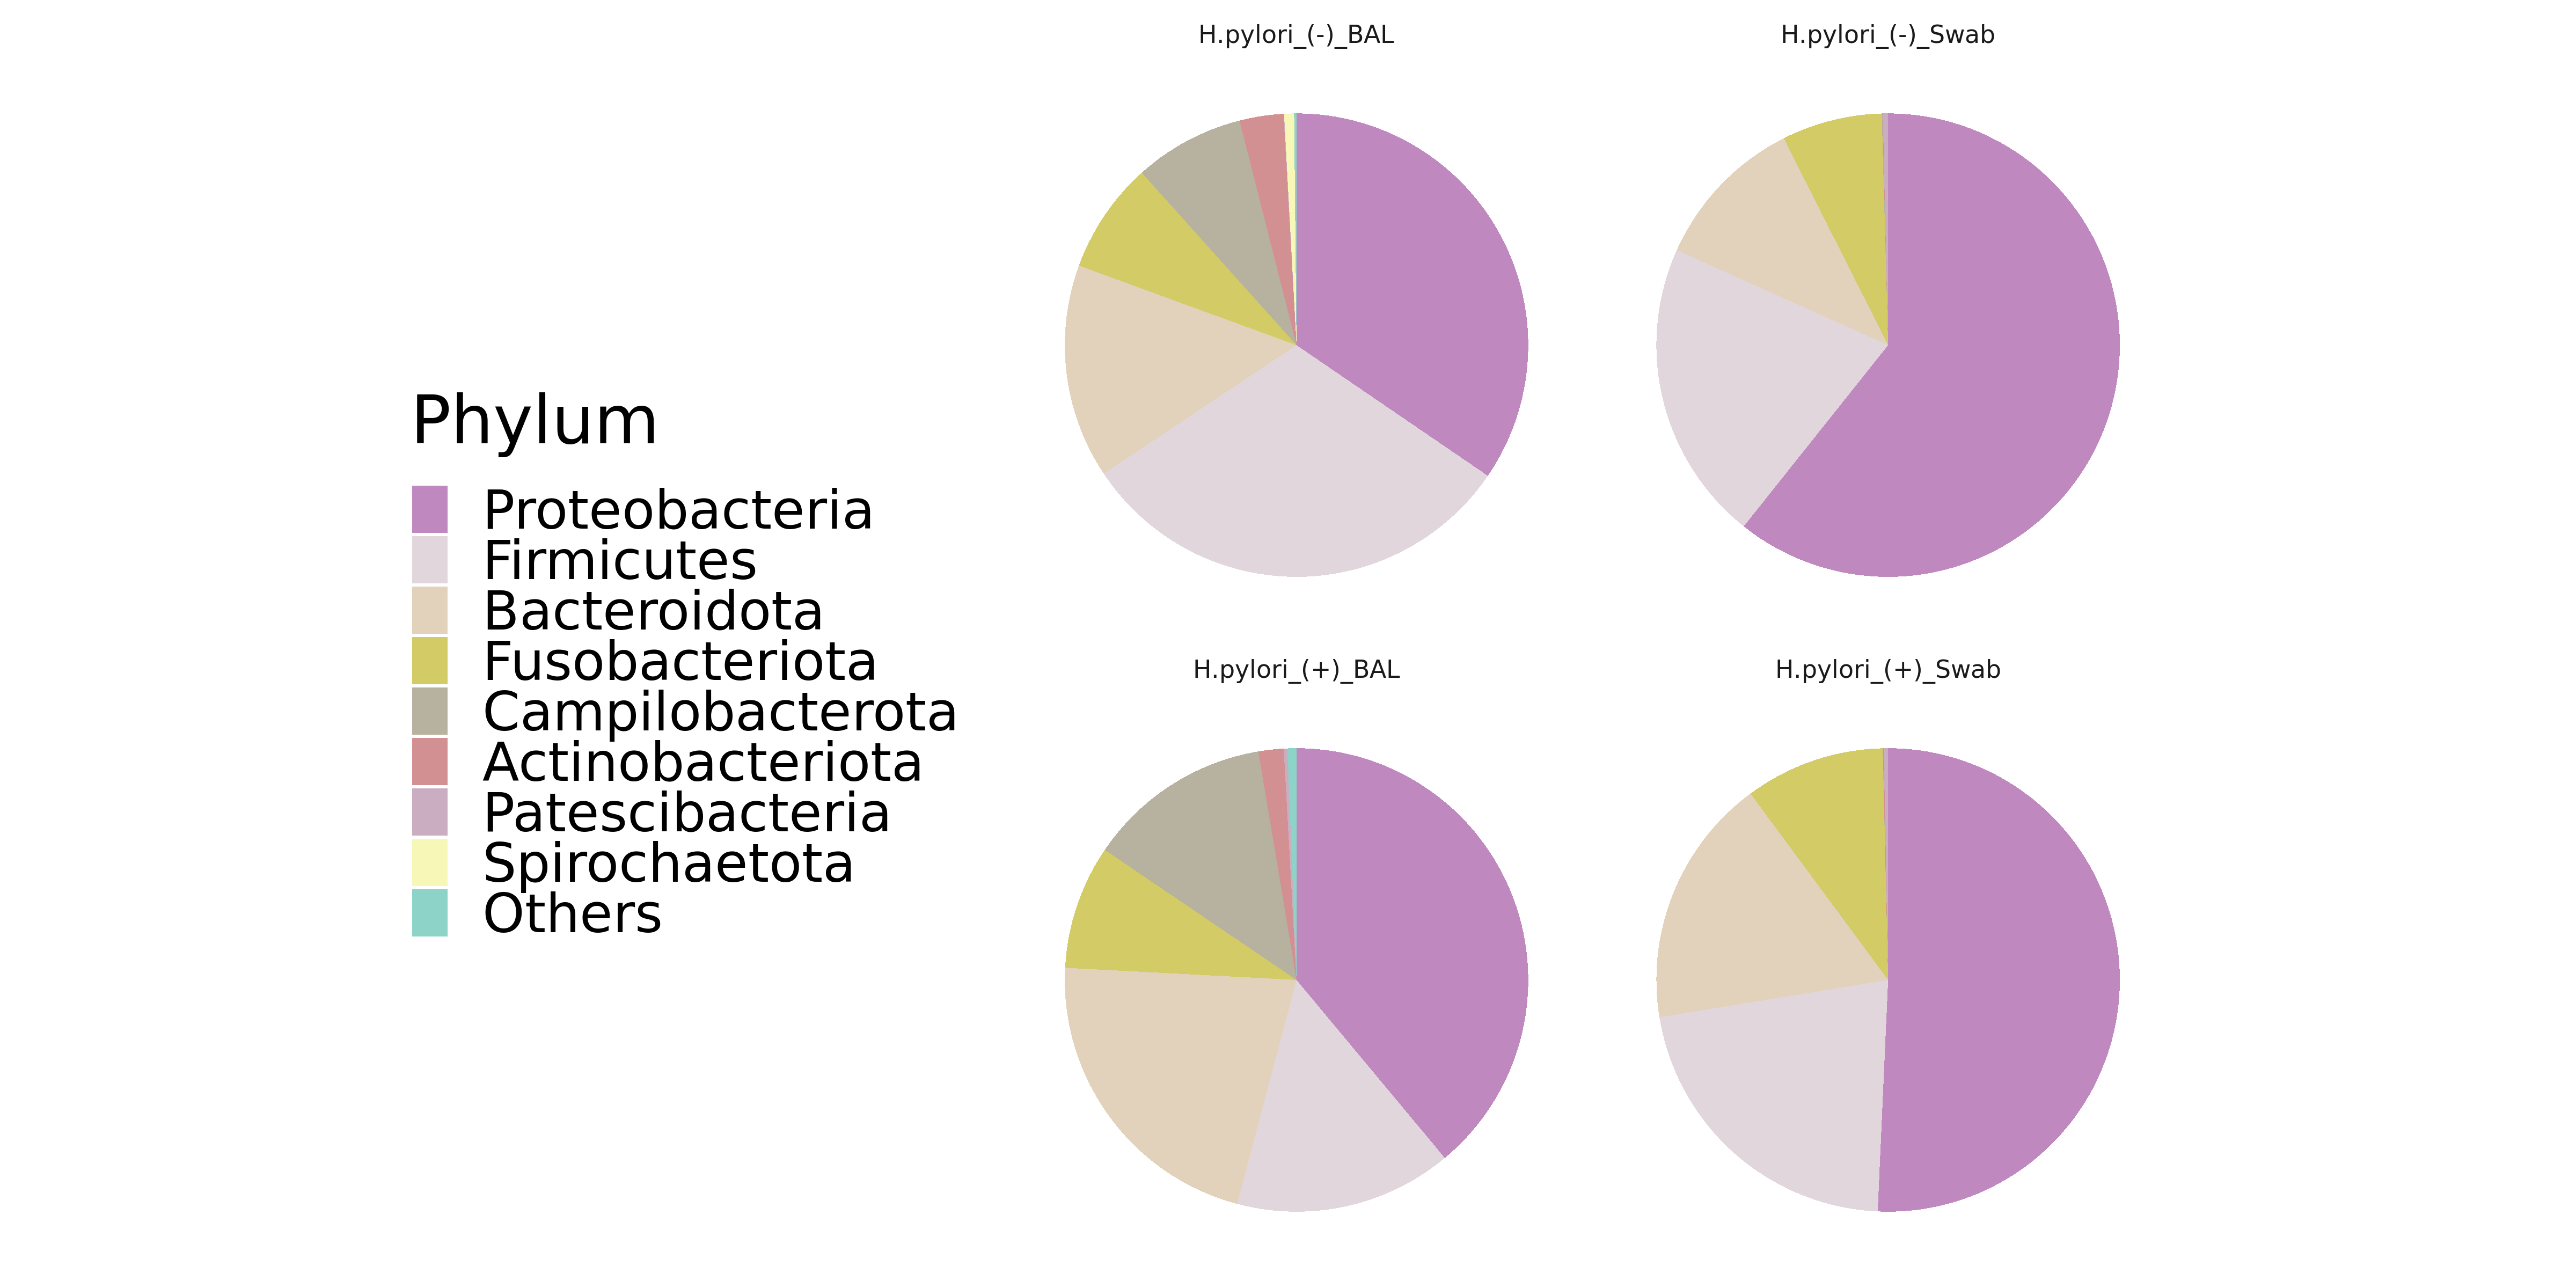 Phylum
Proteobacteria
Firmicutes
Bacteroidota
Fusobacteriota
Campilobacterota
Actinobacteriota
Patescibacteria
Spirochaetota
Others
H.pylori_(-)_BAL
H.pylori_(-)_Swab
H.pylori_(+)_BAL
H.pylori_(+)_Swab